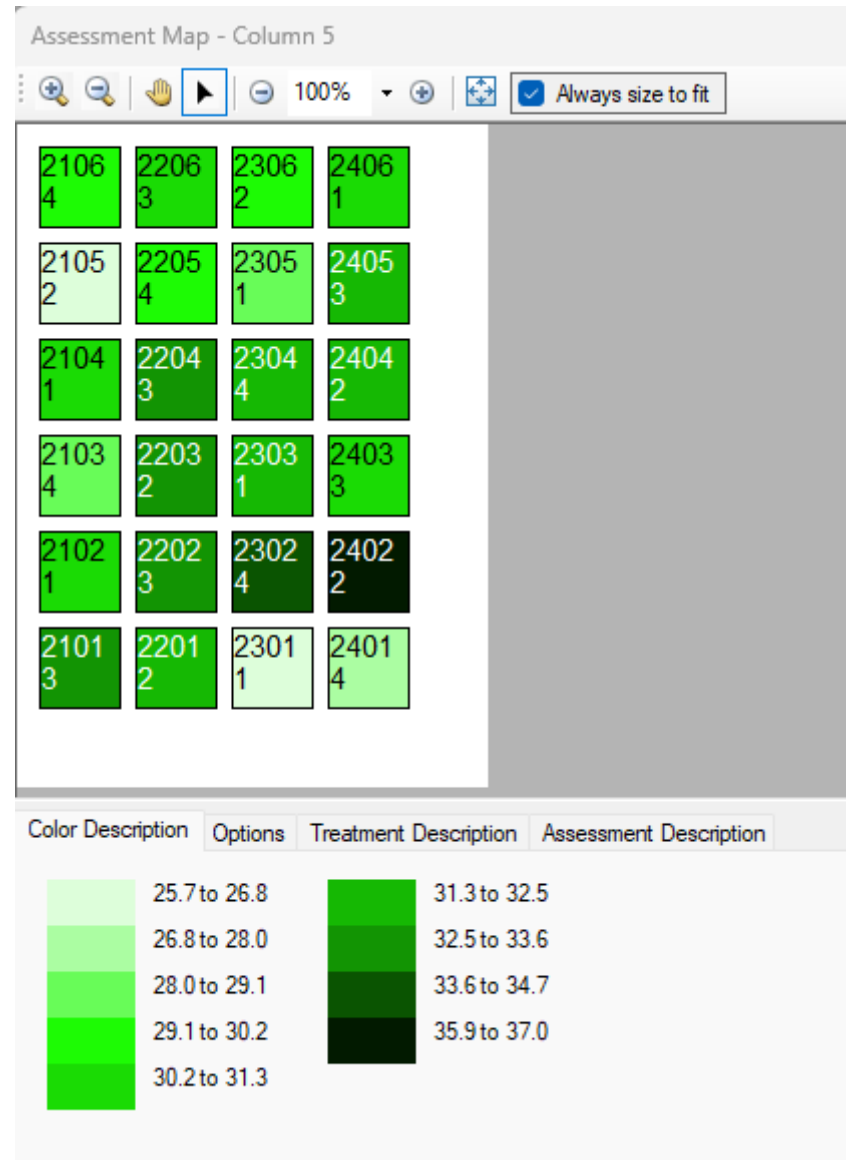 Assessment Map - Column 5
100% Always size to fit
2106 2206 2306 2406
4 3 2 1
2105 2205 2305 2405
2 4 1 3
2104 2204 2304 2404
1 3 4 2
2103 2203 2303 2403
4 2 1 3
2102 2202 2302 2402
1 3 4 2
2101 2201 2301 2401
3 2 1 4
Color Description Options Treatment Description Assessment Description
25.7 to 26.8 31.3 to 32.5
26.8 to 28.0 32.5 to 33.6
28.0 to 29.1 33.6 to 34.7
29.1 to 30.2 35.9 to 37.0
30.2 to 31.3